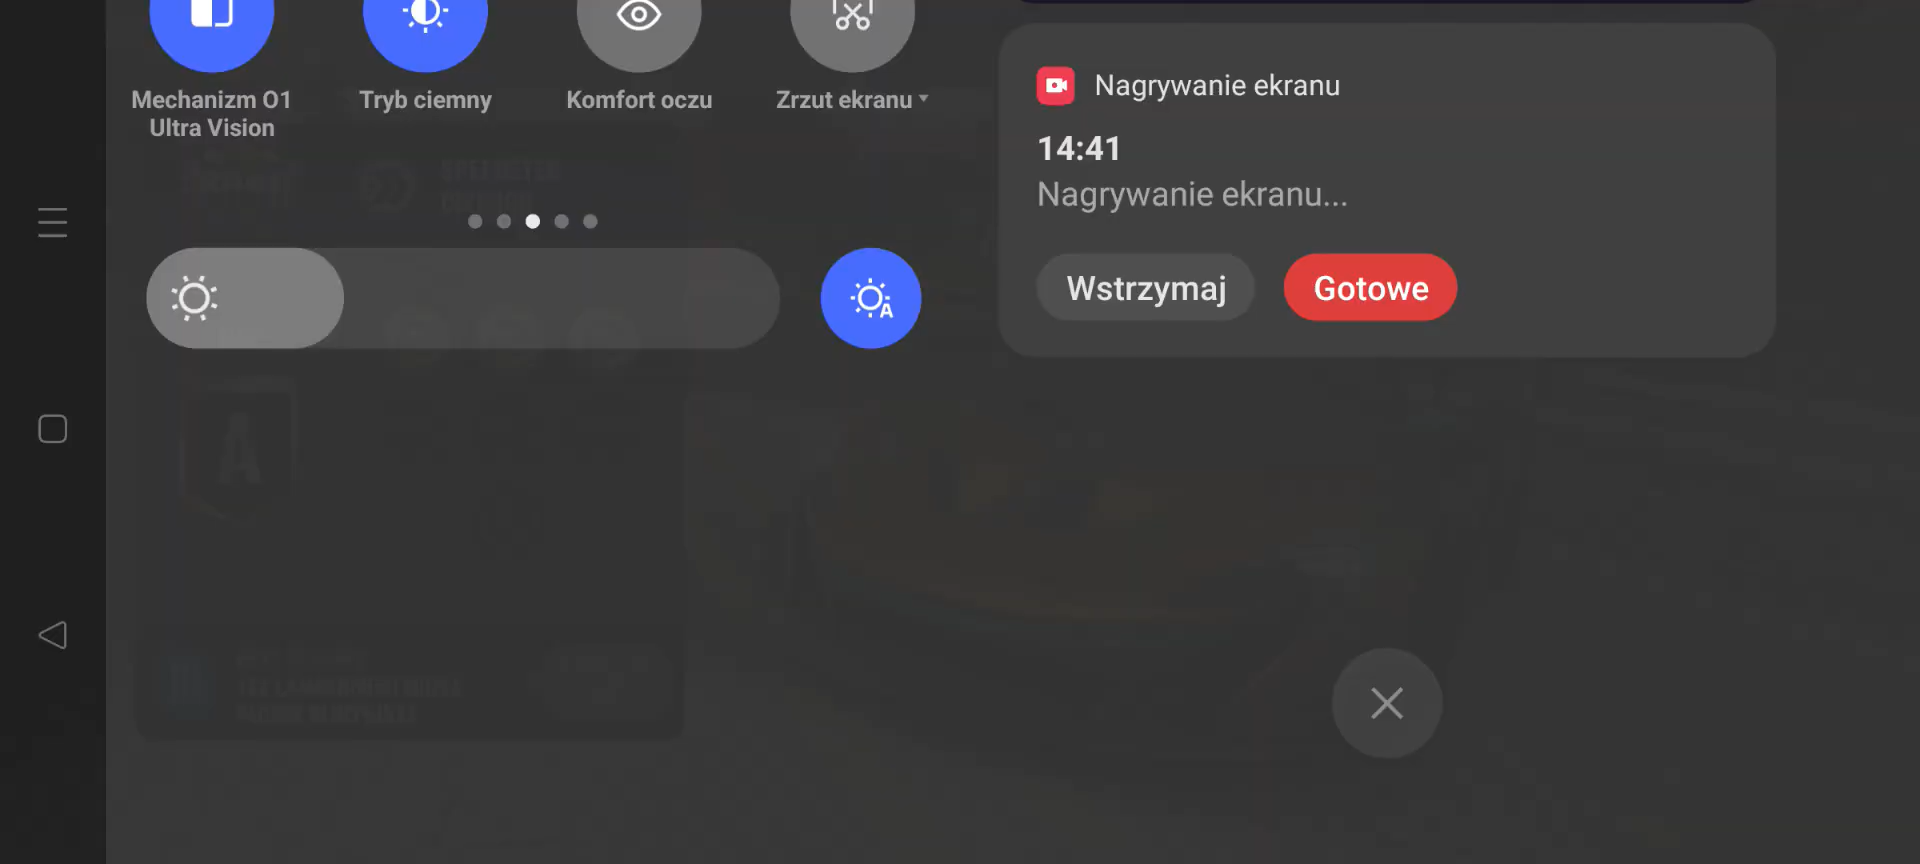 Mechanizm O1
Ultra Vision
Tryb ciemny
Komfort oczu
Zrzut ekranu
A
Nagrywanie ekranu
14:41
Nagrywanie ekranu...
Wstrzymaj
Gotowe
A